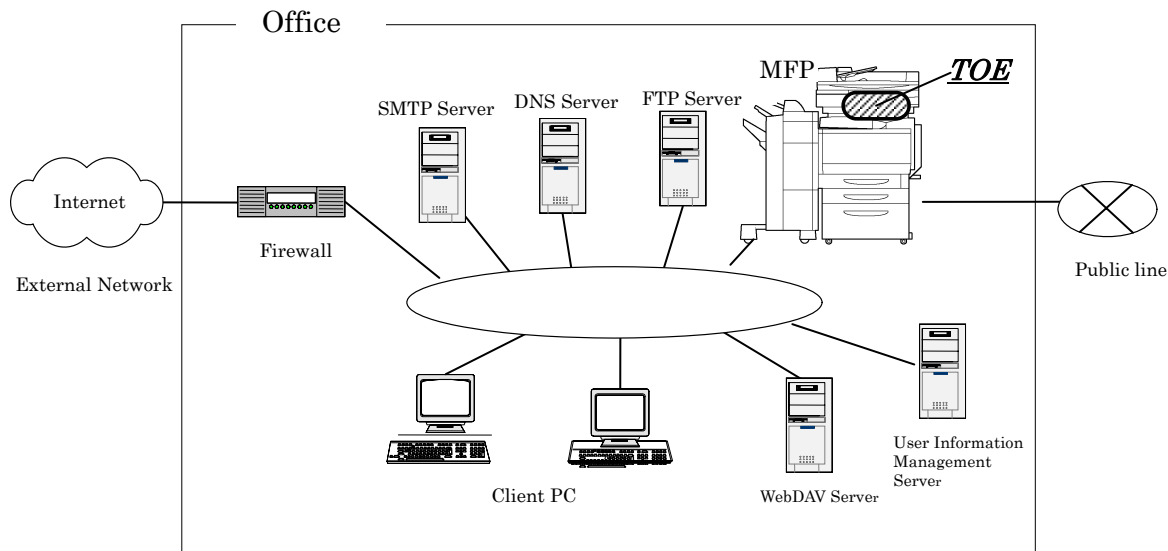 Office
MFP
TOE
SMTP Server
DNS Server
FTP Server
Internet
Firewall
External Network
Public line
Client PC
WebDAV Server
User Information
Management
Server